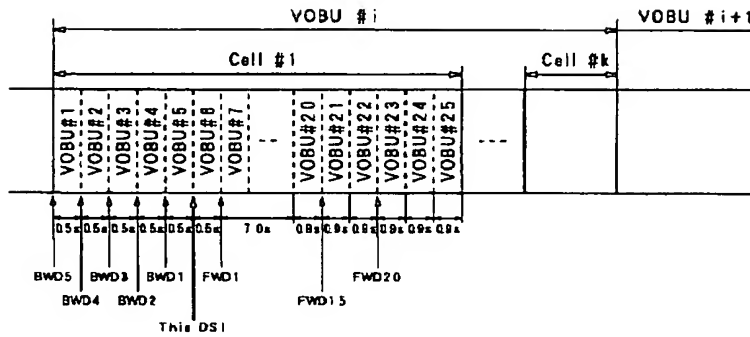 VOBU #i
VOBU #i+1
Cell #1
Cell #k
VOBU#1
VOBU#2
VOBU#3
VOBU#4
VOBU#5
VOBU#6
VOBU#7
---
VOBU#20
VOBU#21
VOBU#22
VOBU#23
VOBU#24
VOBU#25
---
0.5s 0.5s 0.5s 0.5s 0.5s 0.5s 7.0s 0.8s 0.9s 0.8s 0.9s 0.9s 0.9s
BWD5 BWD3 BWD1 FWD1 FWD20
BWD4 BWD2 FWD15
This DSI